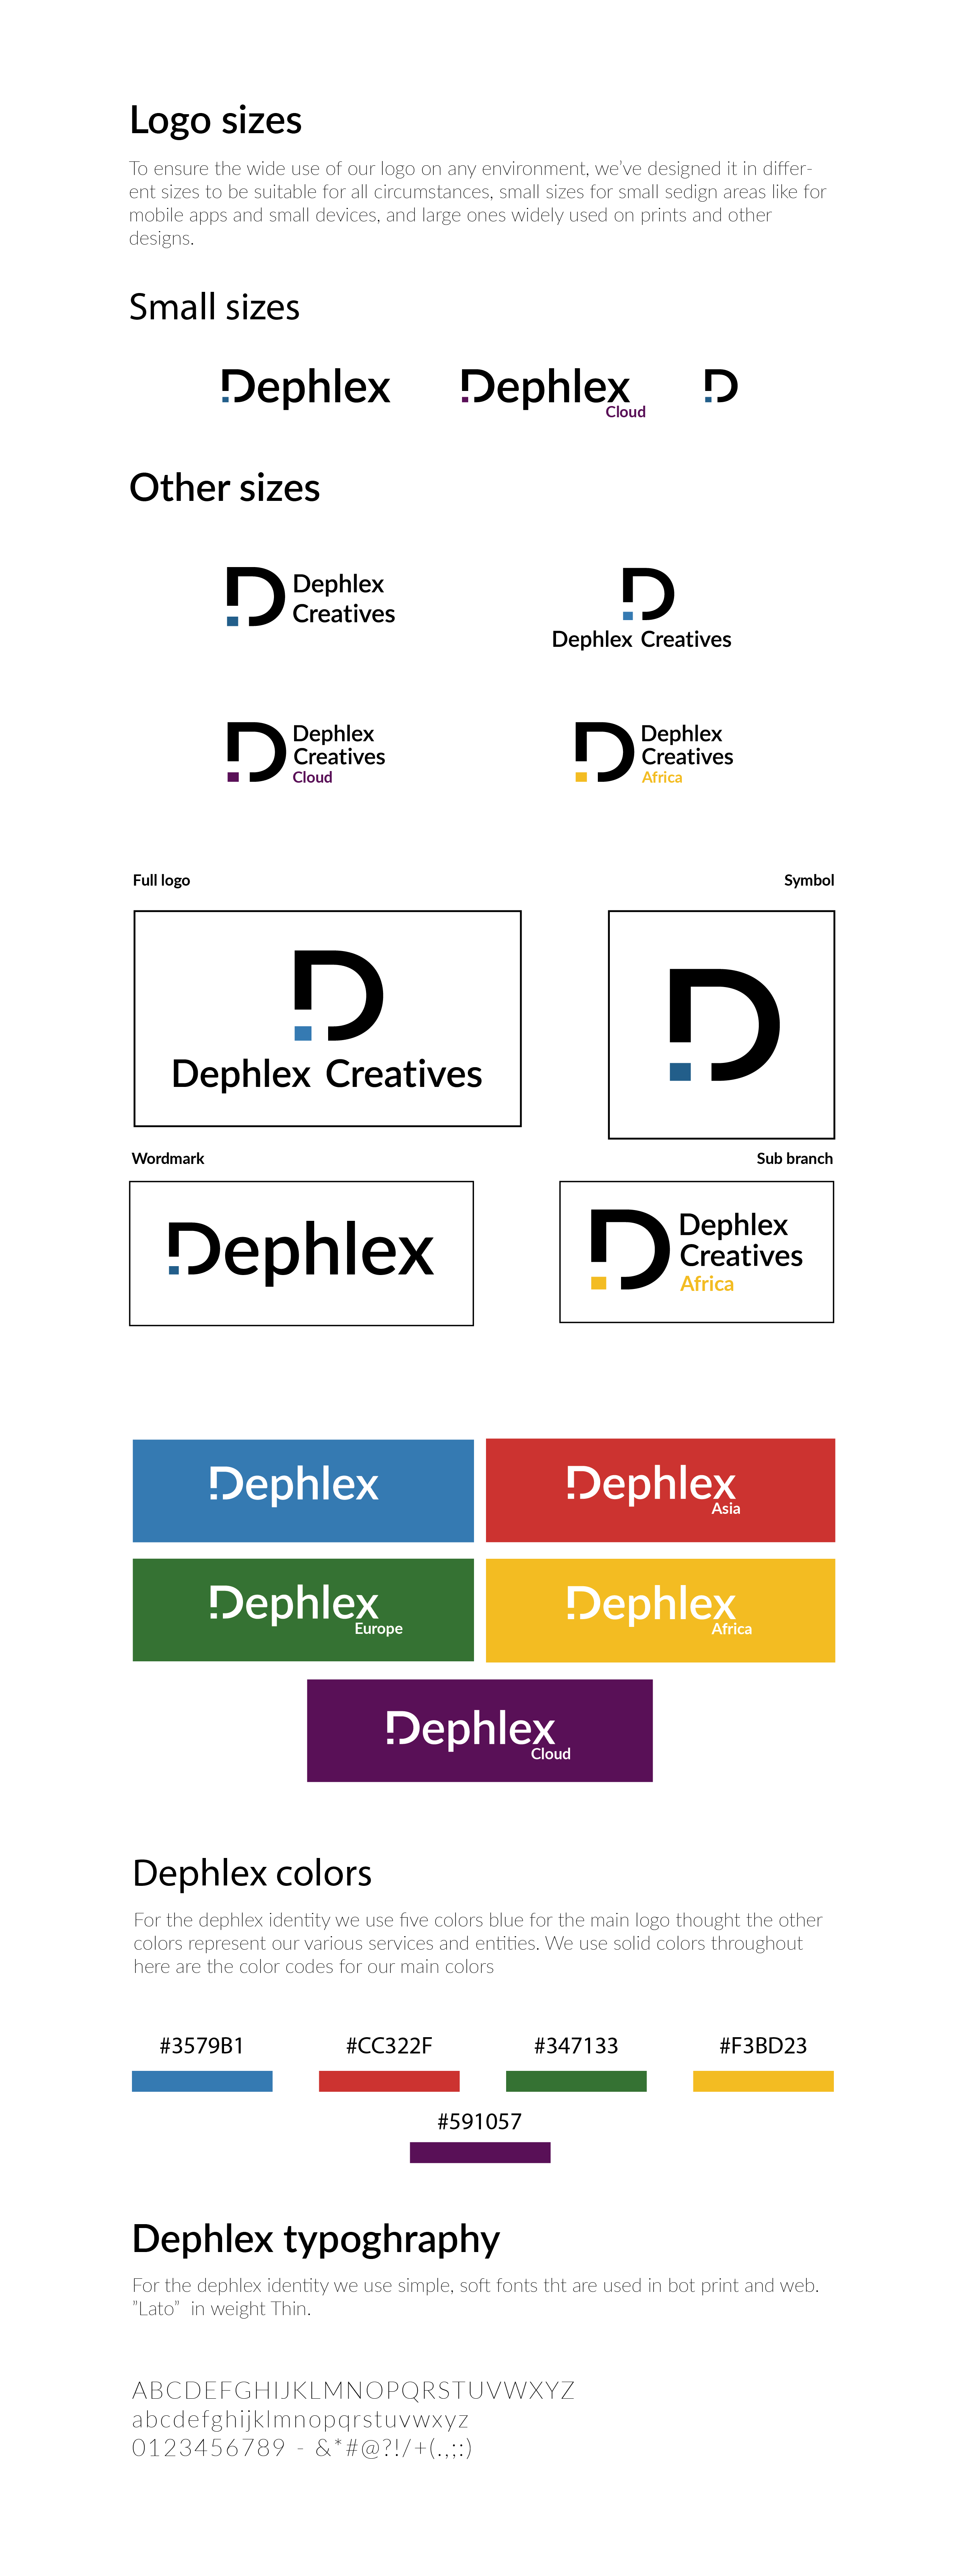 Logo sizes
To ensure the wide use of our logo on any environment, we've designed it in differ-
ent sizes to be suitable for all circumstances, small sizes for small sedign areas like for
mobile apps and small devices, and large ones widely used on prints and other
designs.
Small sizes
Dephlex
Dephlex
Cloud
D
Other sizes
D Dephlex
Creatives
D
Dephlex Creatives
D Dephlex
Creatives
Cloud
D Dephlex
Creatives
Africa
Full logo
Symbol
D
Dephlex Creatives
D
Wordmark
Sub branch
Dephlex
D Dephlex
Creatives
Africa
Dephlex
Dephlex
Asia
Dephlex
Europe
Dephlex
Africa
Dephlex
Cloud
Dephlex colors
For the dephlex identity we use five colors blue for the main logo thought the other
colors represent our various services and entities. We use solid colors throughout
here are the color codes for our main colors
#3579B1
#CC322F
#347133
#F3BD23
#591057
Dephlex typoghraphy
For the dephlex identity we use simple, soft fonts tht are used in bot print and web.
”Lato” in weight Thin.
ABCDEFGHIJKLMNOPQRSTUVWXYZ
abcdefghijklmnopqrstuvwxyz
0123456789 - &*#@?!/+(.,;:)